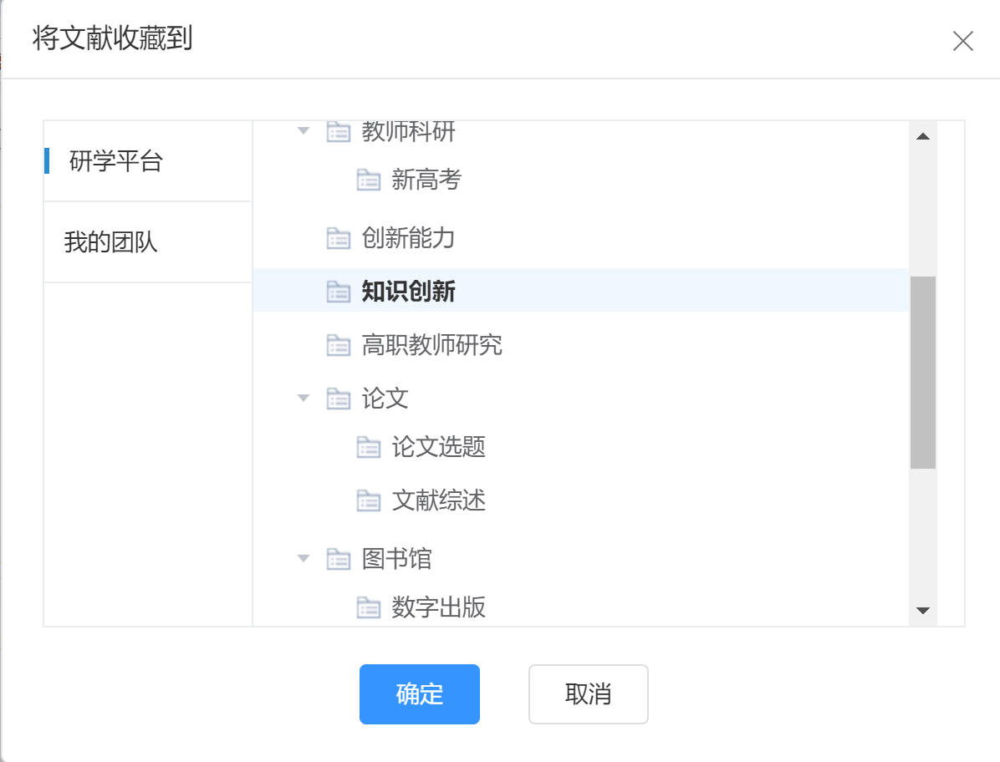 将文献收藏到
研学平台
我的团队
教师科研
新高考
创新能力
知识创新
高职教师研究
论文
论文选题
文献综述
图书馆
数字出版
确定
取消